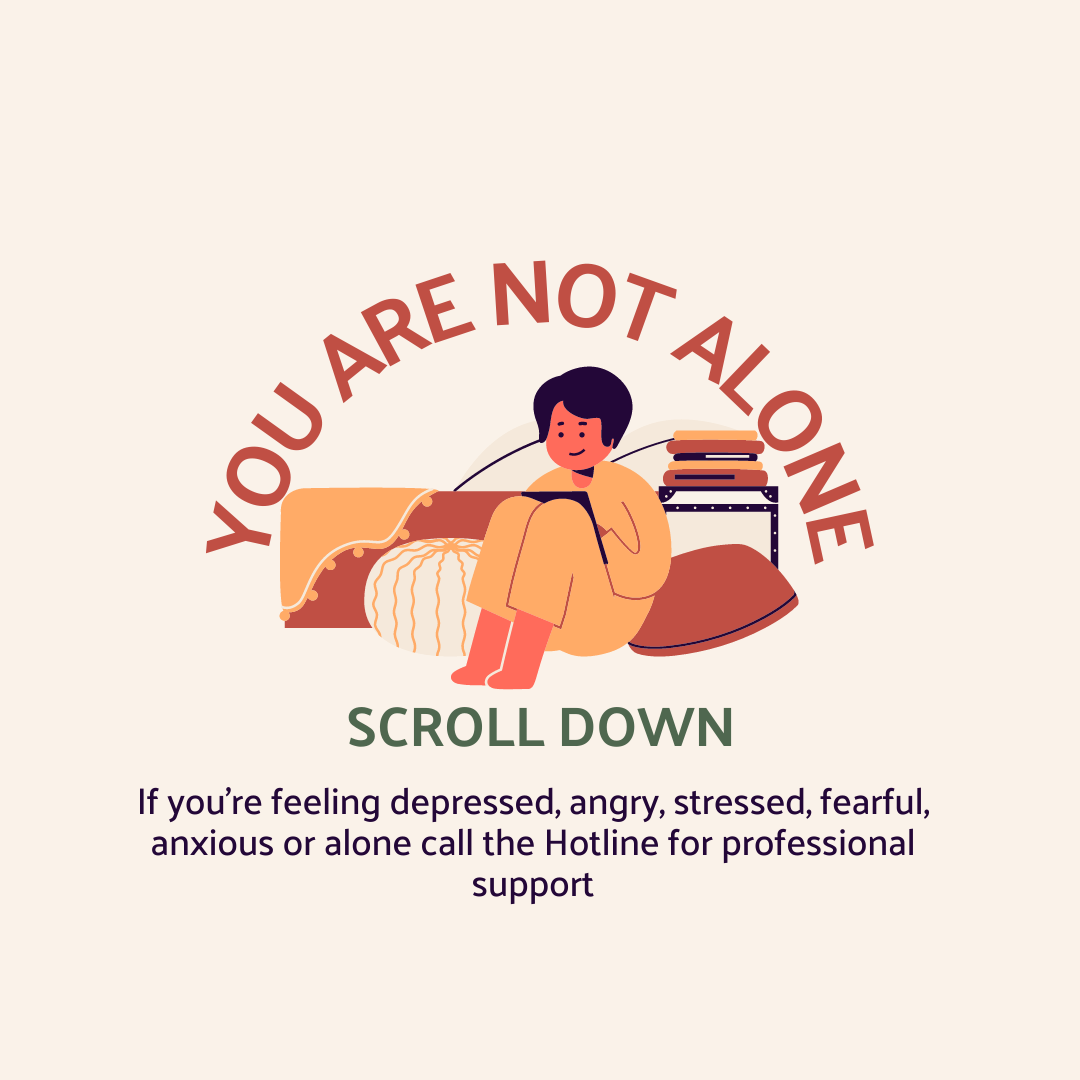 YOU ARE NOT ALONE
SCROLL DOWN
If you’re feeling depressed, angry, stressed, fearful,
anxious or alone call the Hotline for professional
support